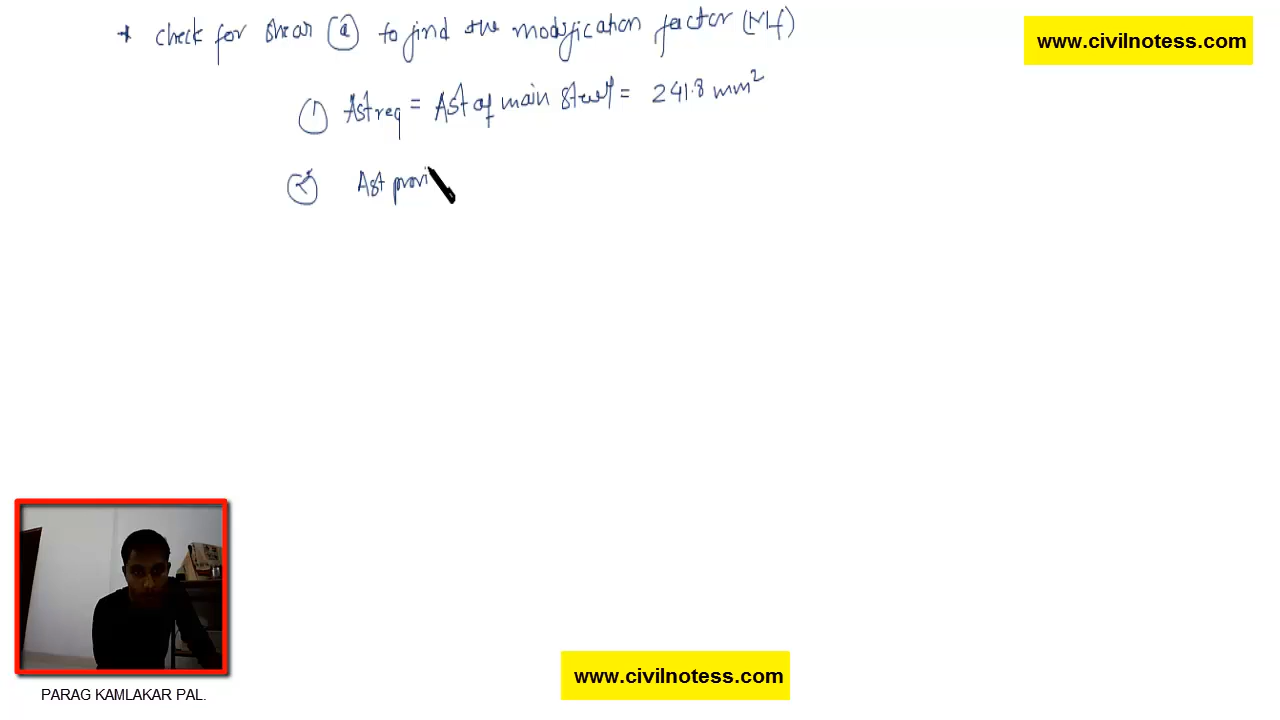 * check for shear (a) to find the modification factor (Mf)
www.civilnotess.com
(1) Ast req = Ast of main steel = 241.8 mm²
(2) Ast provi
www.civilnotess.com
PARAG KAMLAKAR PAL.